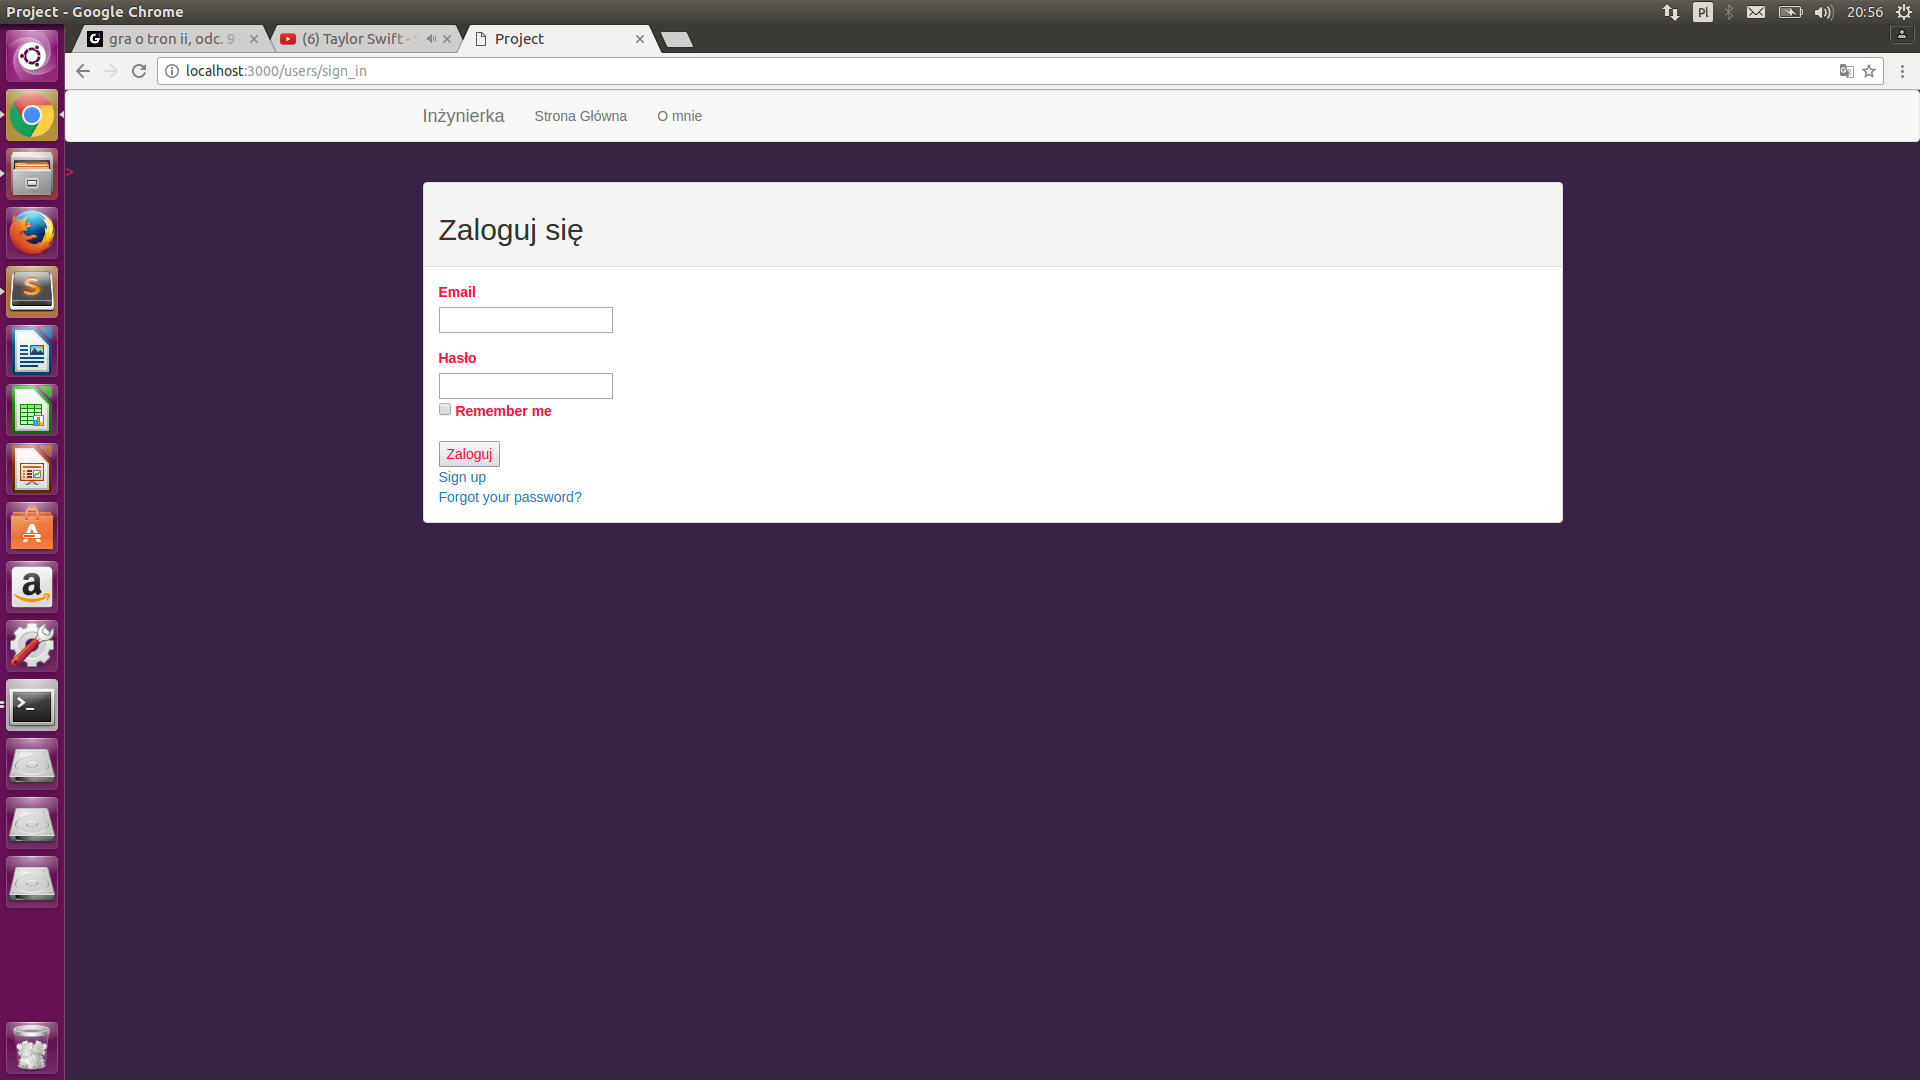 Project - Google Chrome
Pl
20:56
gra o tron ii, odc. 9
(6) Taylor Swift -
Project
localhost:3000/users/sign_in
Inżynierka
Strona Główna
O mnie
>
Zaloguj się
Email
Hasło
Remember me
Zaloguj
Sign up
Forgot your password?